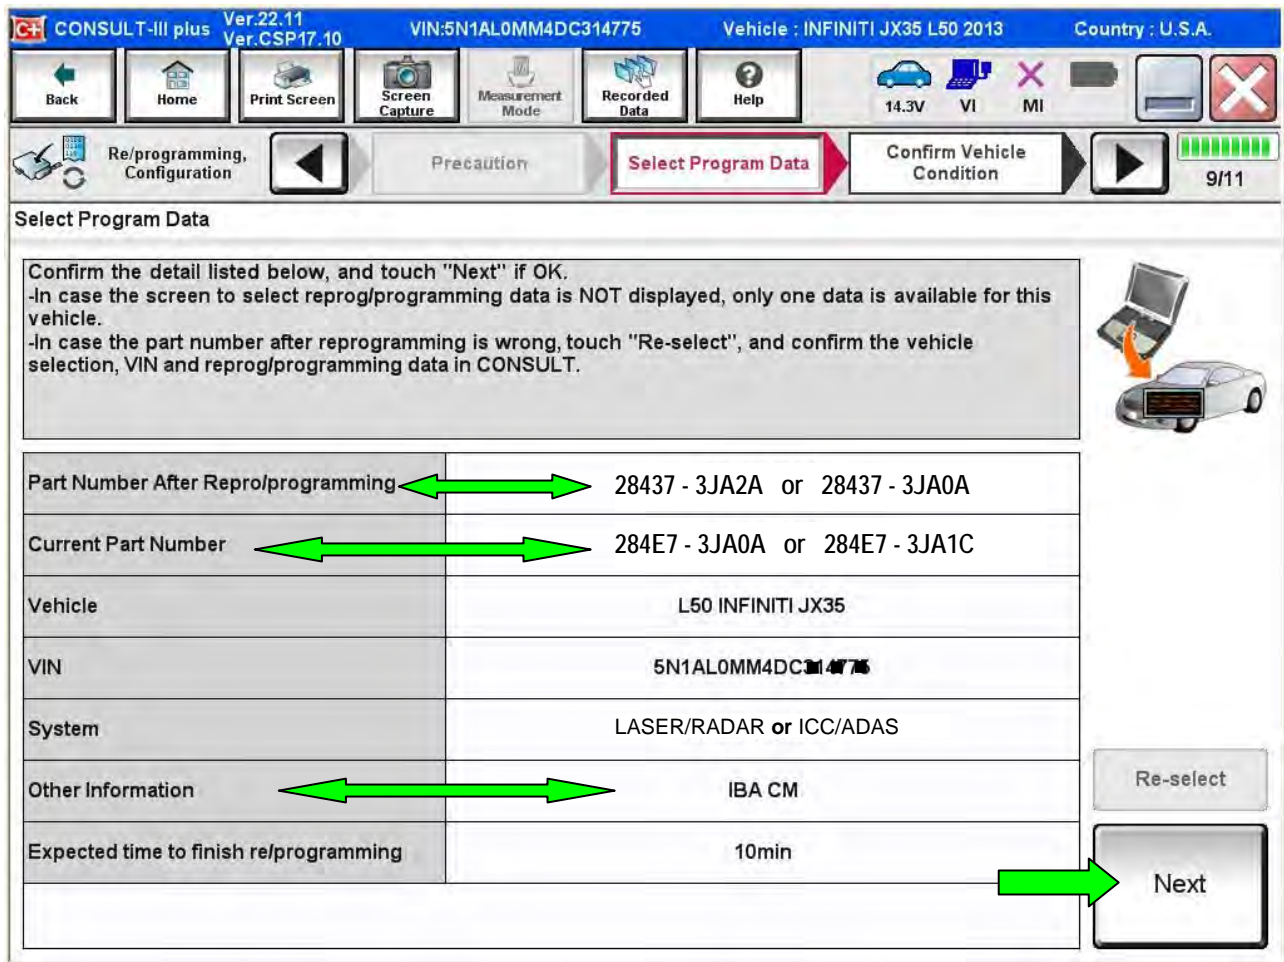 C+ CONSULT-III plus Ver.22.11
Ver.CSP17.10
VIN:5N1AL0MM4DC314775
Vehicle : INFINITI JX35 L50 2013
Country : U.S.A.
Back
Home
Print Screen
Screen
Capture
Measurement
Mode
Recorded
Data
Help
14.3V
VI
MI
Re/programming,
Configuration
Precaution
Select Program Data
Confirm Vehicle
Condition
9/11
Select Program Data
Confirm the detail listed below, and touch "Next" if OK.
-In case the screen to select reprog/programming data is NOT displayed, only one data is available for this
vehicle.
-In case the part number after reprogramming is wrong, touch "Re-select", and confirm the vehicle
selection, VIN and reprog/programming data in CONSULT.
Part Number After Repro/programming 28437 - 3JA2A or 28437 - 3JA0A
Current Part Number 284E7 - 3JA0A or 284E7 - 3JA1C
Vehicle L50 INFINITI JX35
VIN 5N1AL0MM4DC
System LASER/RADAR or ICC/ADAS
Other Information IBA CM
Expected time to finish re/programming 10min
Re-select
Next